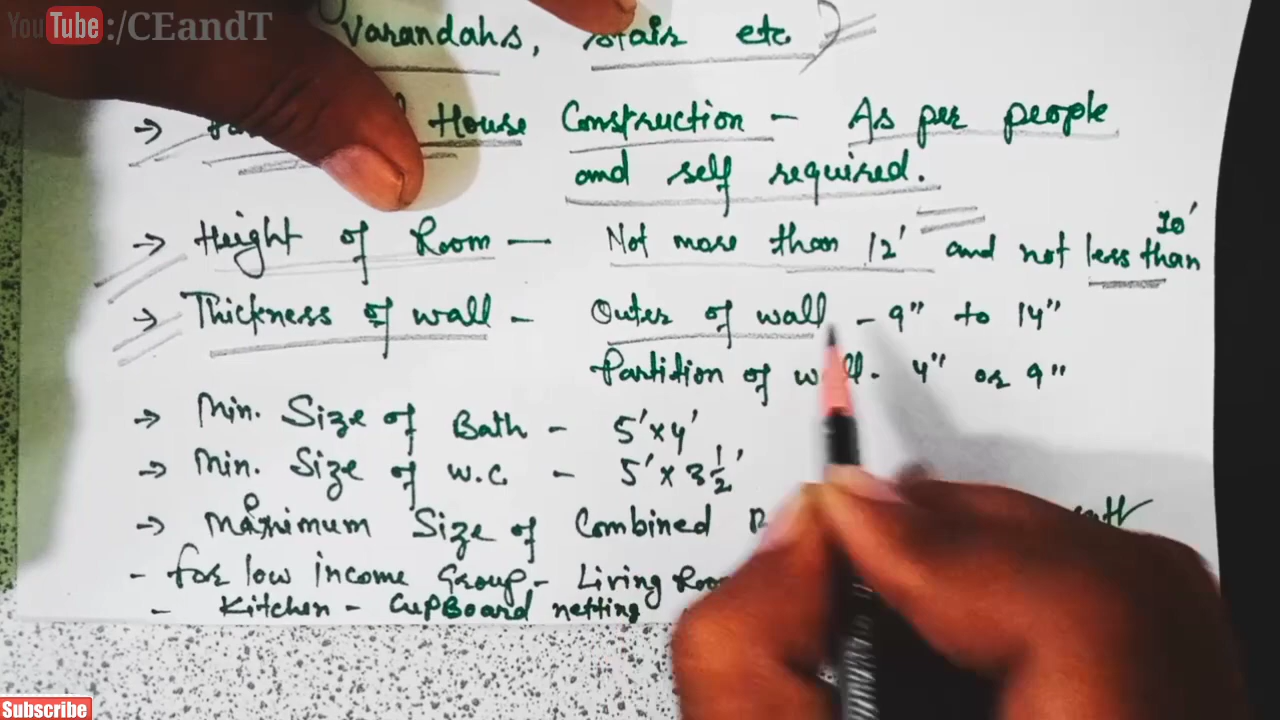 YouTube:/CEandT
Varandahs, Stair etc)
→ House Construction - As per people
and self required.
→ Height of Room - Not more than 12' and not less than 10'
→ Thickness of wall - Outer of wall - 9" to 14"
Partition of wall - 4" or 9"
→ Min. Size of Bath - 5'x4'
→ Min. Size of W.C - 5' x 3 1/2'
→ Maximum Size of Combined
- for low income Group - Living Room
- Kitchen - CupBoard netting
Subscribe